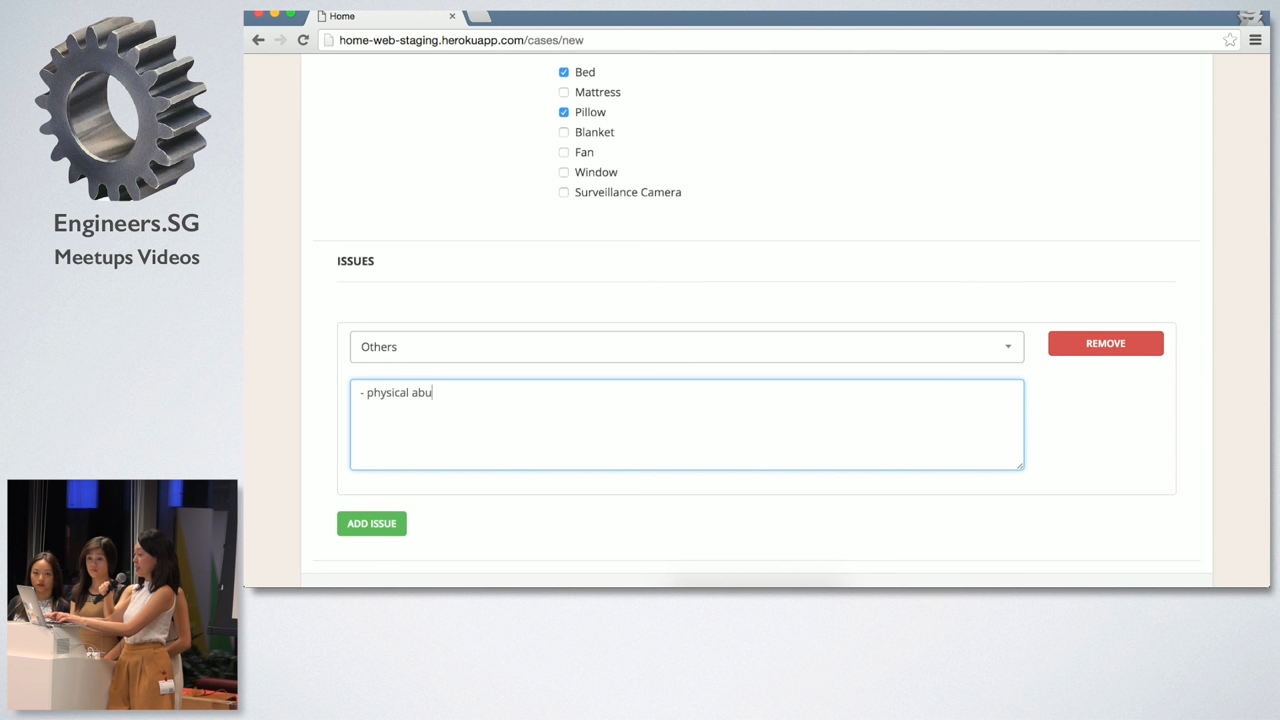 Engineers.SG
Meetups Videos
Home
home-web-staging.herokuapp.com/cases/new
Bed
Mattress
Pillow
Blanket
Fan
Window
Surveillance Camera
ISSUES
Others
REMOVE
- physical abu
ADD ISSUE